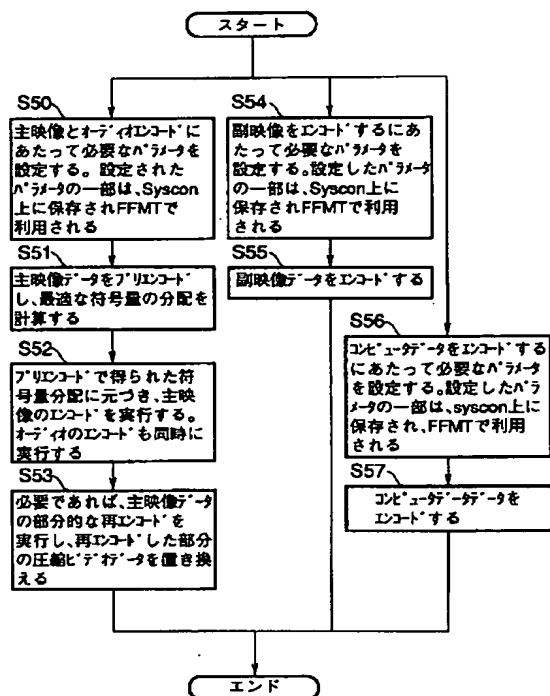 スタート
S50
主映像とオーディオエンコードに
あたって必要なパラメータを
設定する。設定された
パラメータの一部は、Syscon
上に保存されFFMTで
利用される
S51
主映像データをプリエンコード
し、最適な符号量の分配を
計算する
S52
プリエンコードで得られた符
号量分配に元づき、主映
像のエンコードを実行する。
オーディオのエンコードも同時に
実行する
S53
必要であれば、主映像データ
の部分的な再エンコードを
実行し、再エンコードした部分
の圧縮ビデオデータを置き換
える
S54
副映像をエンコードするにあ
たって必要なパラメータを
設定する。設定したパラメータ
の一部は、Syscon上に
保存されFFMTで利用
される
S55
副映像データをエンコードする
S56
コンピュータデータをエンコードする
にあたって必要なパラメータ
を設定する。設定したパラ
メータの一部は、syscon上に
保存され、FFMTで利用
される
S57
コンピュータデータデータを
エンコードする
エンド